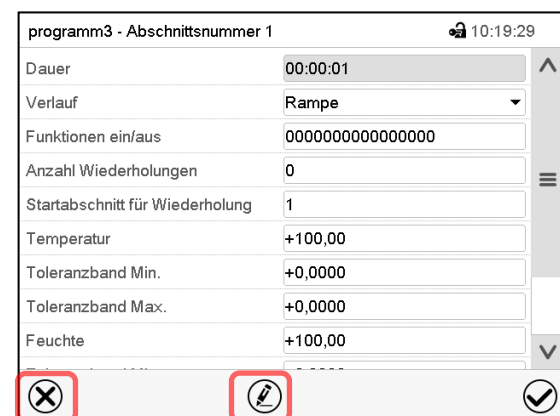 programm3 - Abschnittsnummer 1 10:19:29
Dauer 00:00:01
Verlauf Rampe
Funktionen ein/aus 0000000000000000
Anzahl Wiederholungen 0
Startabschnitt für Wiederholung 1
Temperatur +100,00
Toleranzband Min. +0,0000
Toleranzband Max. +0,0000
Feuchte +100,00